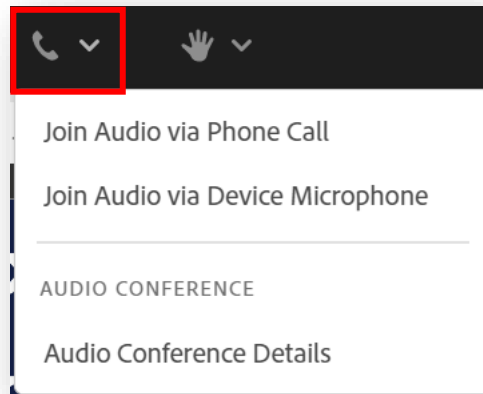 Join Audio via Phone Call
Join Audio via Device Microphone
AUDIO CONFERENCE
Audio Conference Details